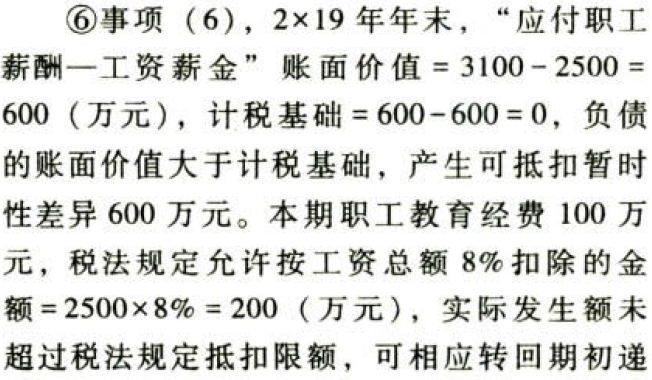 ⑥事项（6），2×19 年年末，“应付职工
薪酬—工资薪金”账面价值 = 3100 - 2500 =
600（万元），计税基础 = 600 - 600 = 0，负债
的账面价值大于计税基础，产生可抵扣暂时
性差异 600 万元。本期职工教育经费 100 万
元，税法规定允许按工资总额 8% 扣除的金
额 = 2500×8% = 200（万元），实际发生额未
超过税法规定抵扣限额，可相应转回期初递